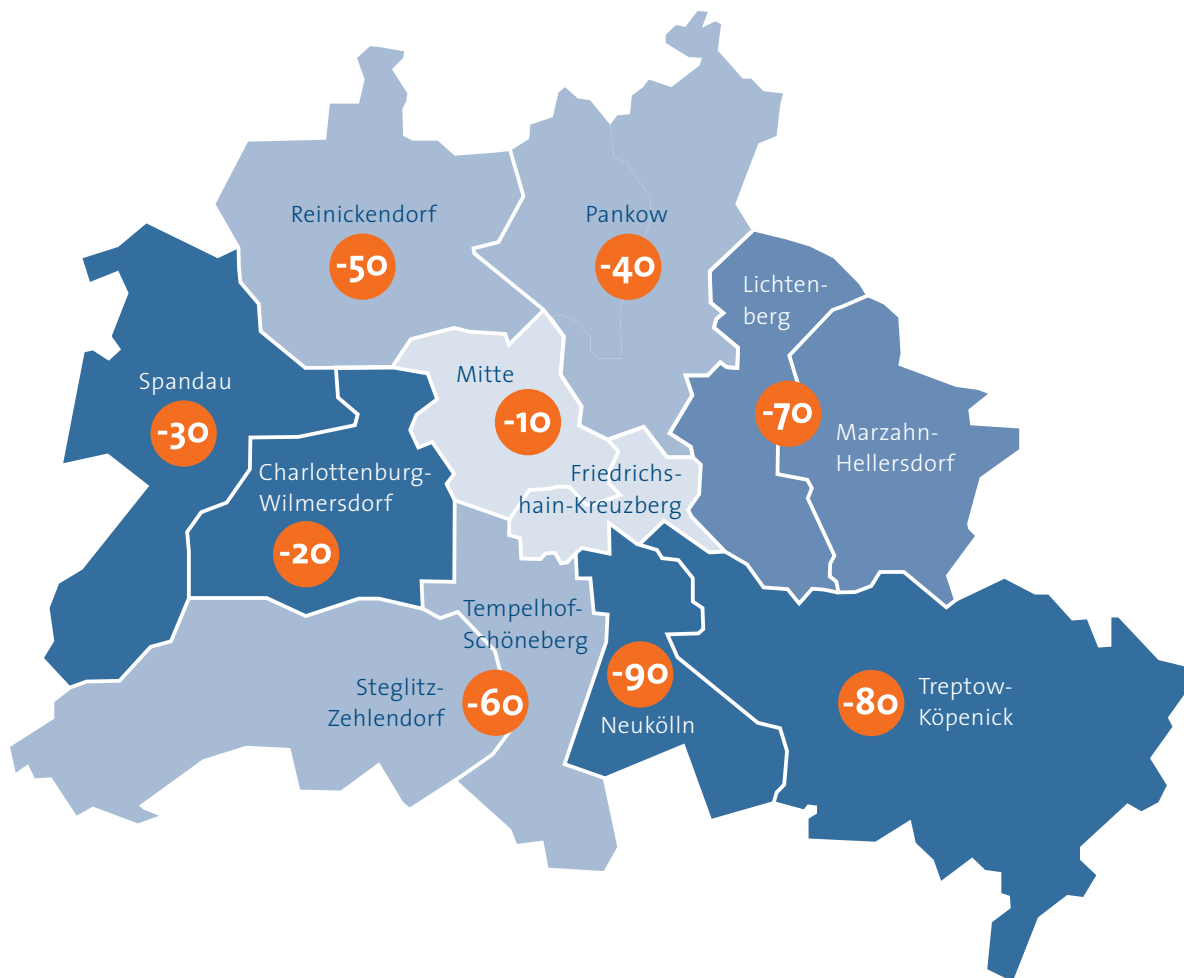 Reinickendorf
-50
Pankow
-40
Lichten-
berg
Spandau
-30
Mitte
-10
-70
Marzahn-
Hellersdorf
Charlottenburg-
Wilmersdorf
-20
Friedrichs-
hain-Kreuzberg
Tempelhof-
Schöneberg
Steglitz-
Zehlendorf
-60
-90
Neukölln
-80
Treptow-
Köpenick